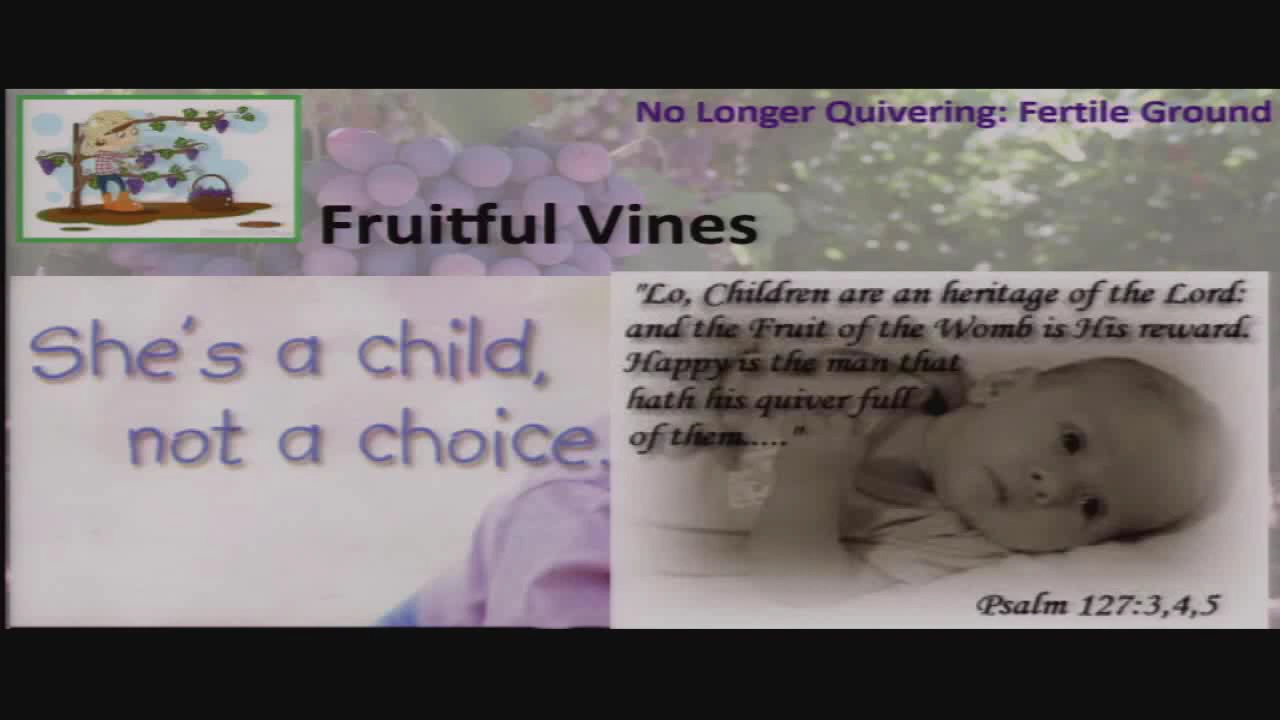 No Longer Quivering: Fertile Ground
Fruitful Vines
She's a child,
not a choice.
"Lo, Children are an heritage of the Lord:
and the Fruit of the Womb is His reward.
Happy is the man that
hath his quiver full
of them....."
Psalm 127:3,4,5